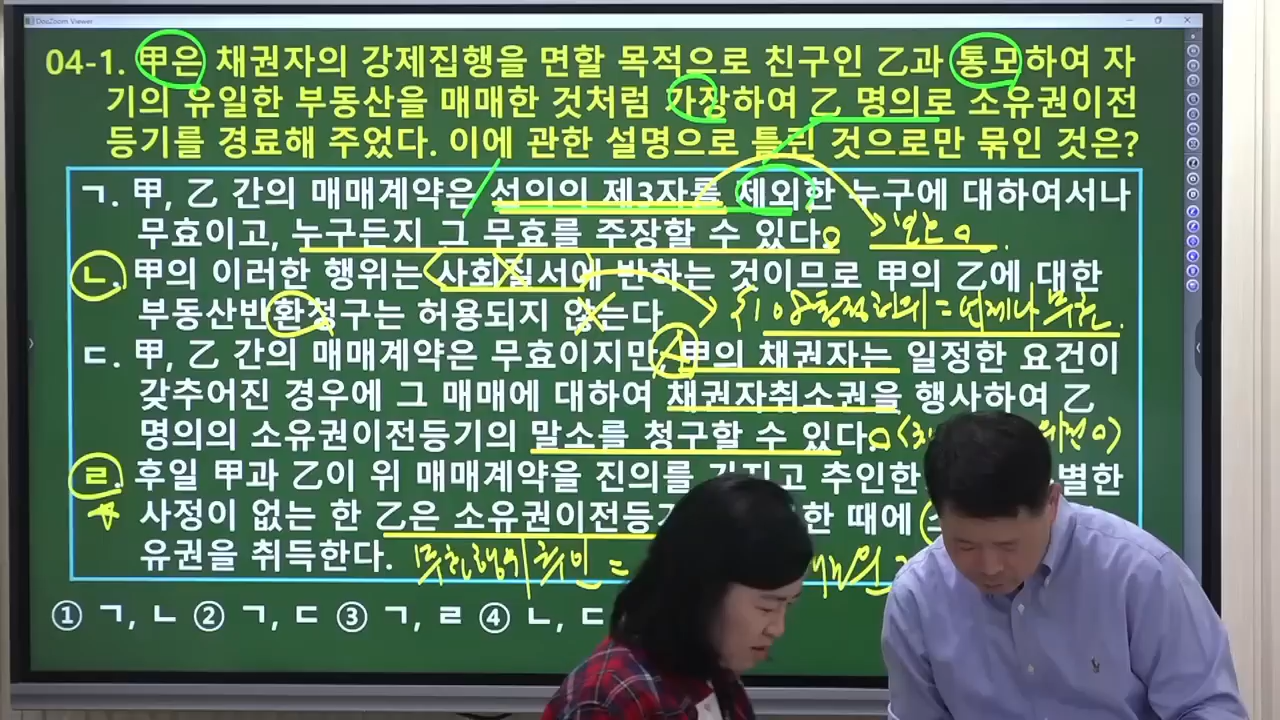 DocZoom Viewer
04-1. 甲은 채권자의 강제집행을 면할 목적으로 친구인 乙과 통모하여 자
기의 유일한 부동산을 매매한 것처럼 가장하여 乙 명의로 소유권이전
등기를 경료해 주었다. 이에 관한 설명으로 틀린 것으로만 묶인 것은?
ㄱ. 甲, 乙 간의 매매계약은 선의의 제3자를 제외한 누구에 대하여서나
무효이고, 누구든지 그 무효를 주장할 수 있다.
ㄴ. 甲의 이러한 행위는 사회질서에 반하는 것이므로 甲의 乙에 대한
부동산반환청구는 허용되지 않는다
ㄷ. 甲, 乙 간의 매매계약은 무효이지만, 甲의 채권자는 일정한 요건이
갖추어진 경우에 그 매매에 대하여 채권자취소권을 행사하여 乙
명의의 소유권이전등기의 말소를 청구할 수 있다.
ㄹ. 후일 甲과 乙이 위 매매계약을 진의를 추인한 별한
사정이 없는 한 乙은 소유권이전등 한 때에
유권을 취득한다. 무효행위 추인 =
① ㄱ, ㄴ ② ㄱ, ㄷ ③ ㄱ, ㄹ ④ ㄴ, ㄷ